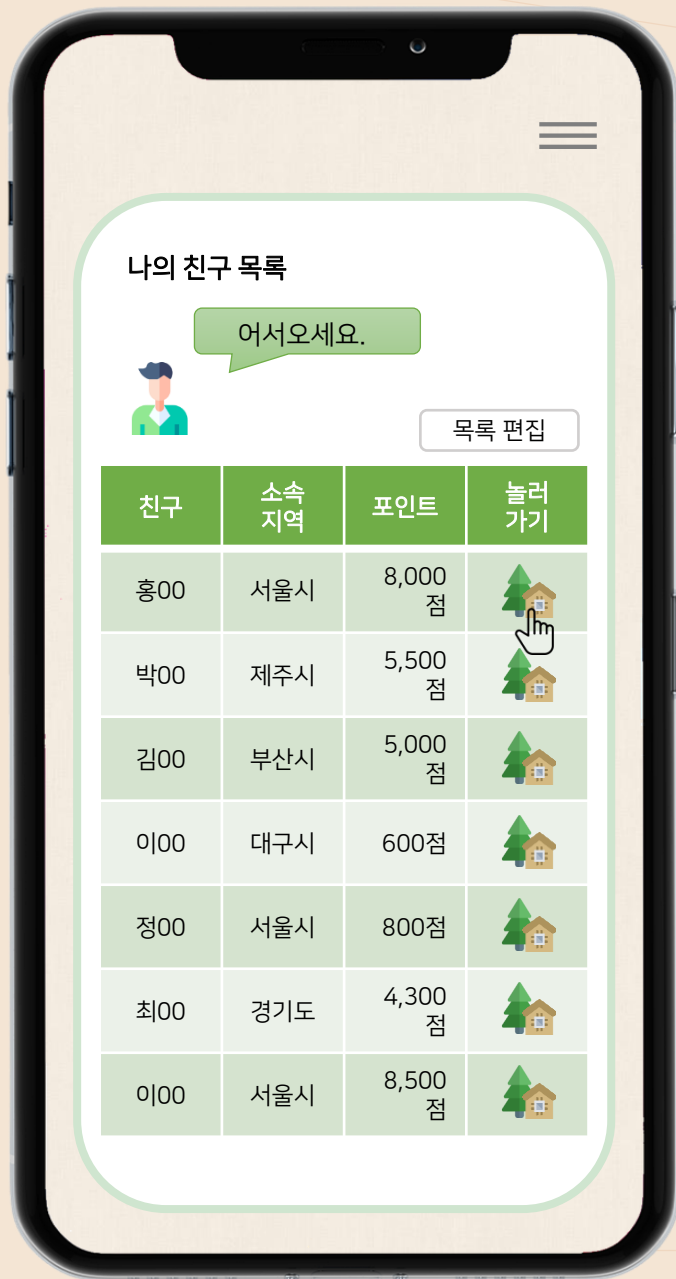 나의 친구 목록
어서오세요.
목록 편집
친구 소속 지역 포인트 놀러 가기
홍00 서울시 8,000 점
박00 제주시 5,500 점
김00 부산시 5,000 점
이00 대구시 600점
정00 서울시 800점
최00 경기도 4,300 점
이00 서울시 8,500 점